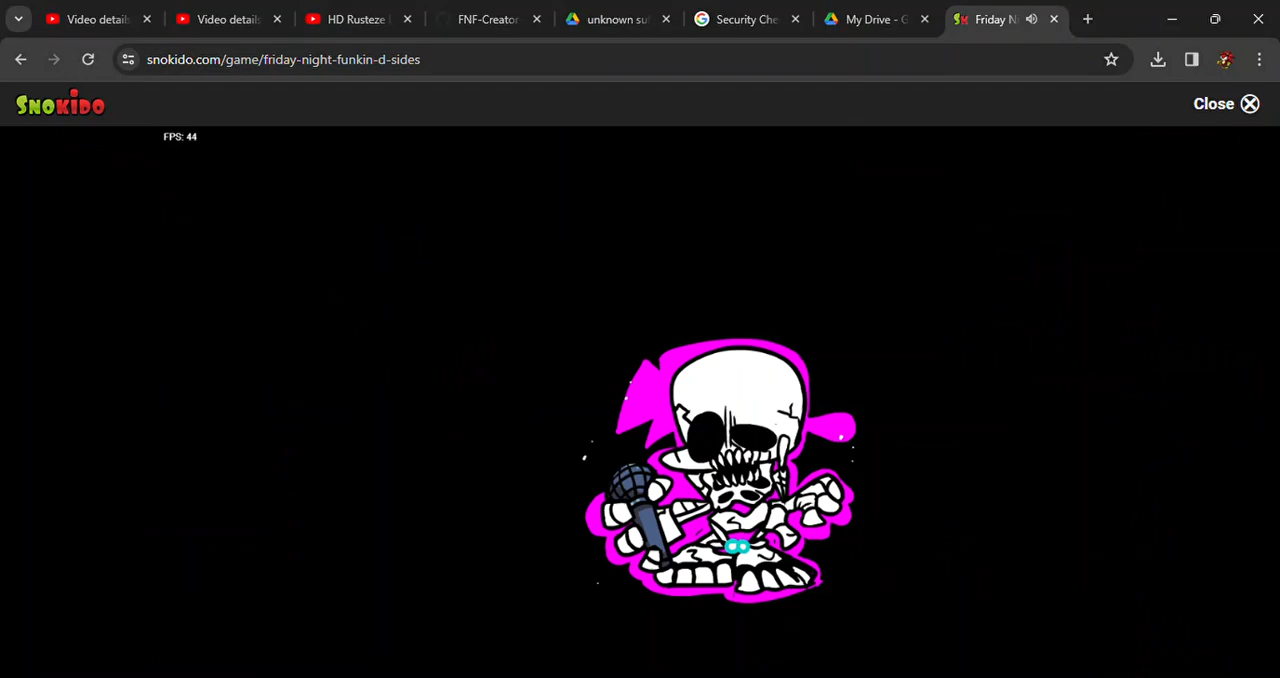 Video details
Video details
HD Rusteze
FNF-Creator
unknown su
Security Che
My Drive - G
Friday N
snokido.com/game/friday-night-funkin-d-sides
SNOKIDO
Close
FPS: 44